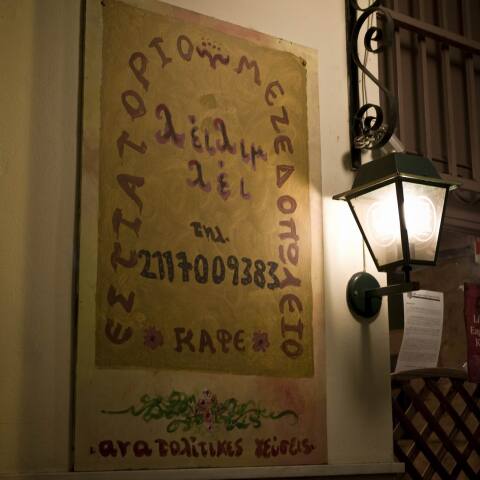 ΕΣΤΙΑΤΟΡΙΟ ΜΕΖΕΔΟΠΩΛΕΙΟ
λέιλιμ
λέι
τηλ.
2117009383
ΚΑΦΕ
ανατολίτικες γεύσεις